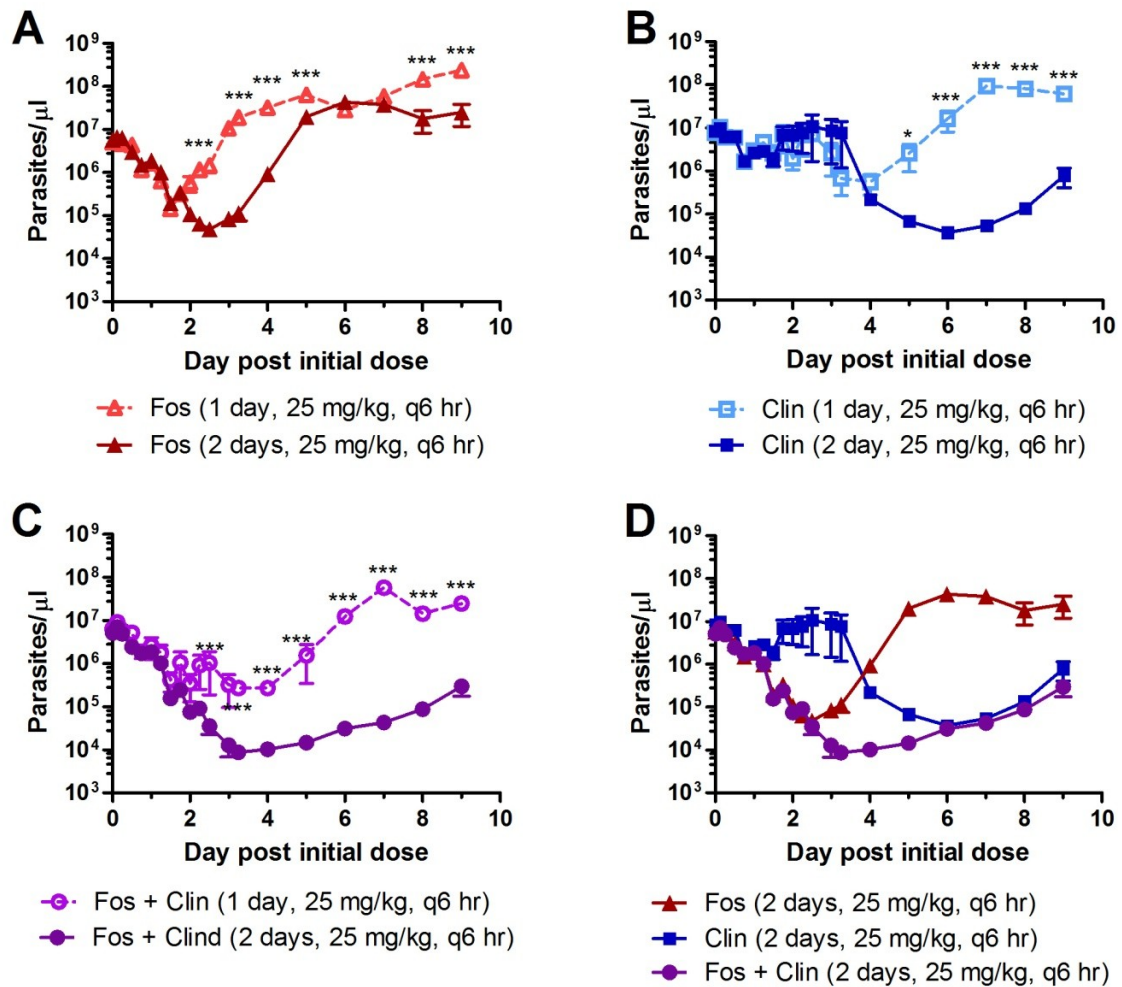 A
Parasites/µl
10⁹
10⁸
10⁷
10⁶
10⁵
10⁴
10³
*** *** *** *** *** ***
0 2 4 6 8 10
Day post initial dose
Fos (1 day, 25 mg/kg, q6 hr)
Fos (2 days, 25 mg/kg, q6 hr)
B
Parasites/µl
10⁹
10⁸
10⁷
10⁶
10⁵
10⁴
10³
* *** *** *** ***
0 2 4 6 8 10
Day post initial dose
Clin (1 day, 25 mg/kg, q6 hr)
Clin (2 day, 25 mg/kg, q6 hr)
C
Parasites/µl
10⁹
10⁸
10⁷
10⁶
10⁵
10⁴
10³
*** *** *** *** *** *** *** ***
0 2 4 6 8 10
Day post initial dose
Fos + Clin (1 day, 25 mg/kg, q6 hr)
Fos + Clind (2 days, 25 mg/kg, q6 hr)
D
Parasites/µl
10⁹
10⁸
10⁷
10⁶
10⁵
10⁴
10³
0 2 4 6 8 10
Day post initial dose
Fos (2 days, 25 mg/kg, q6 hr)
Clin (2 days, 25 mg/kg, q6 hr)
Fos + Clin (2 days, 25 mg/kg, q6 hr)